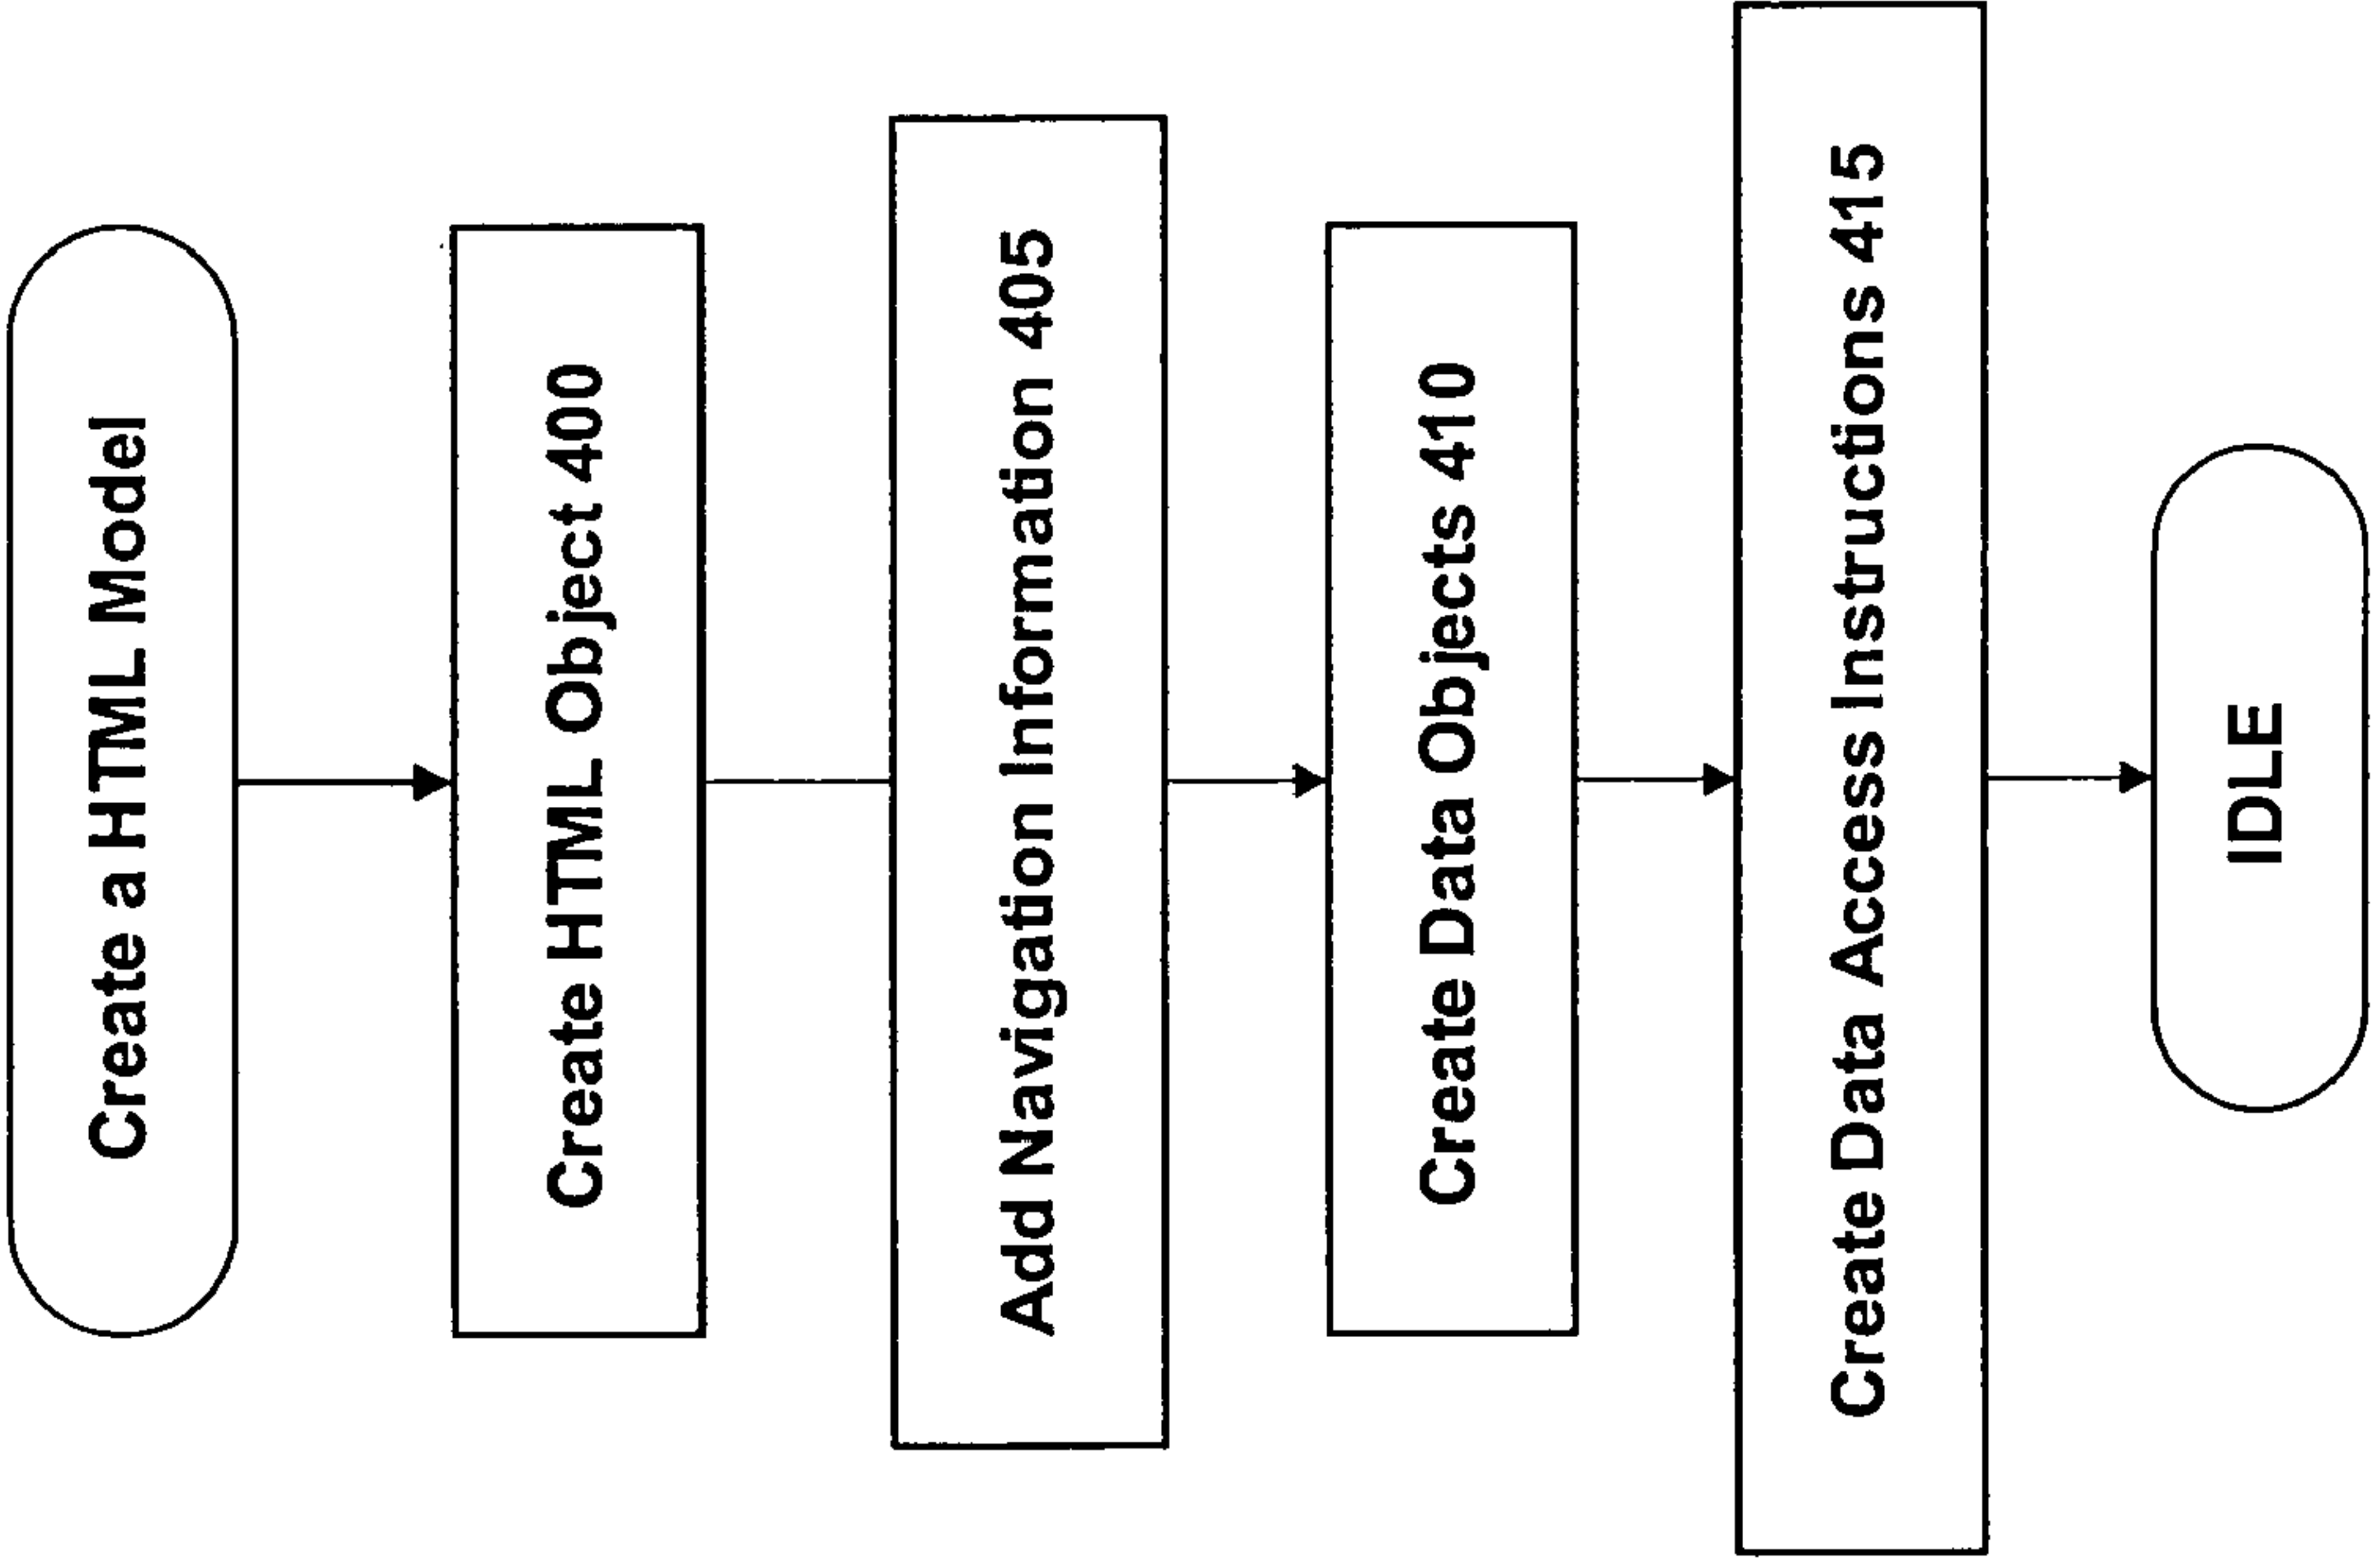 Create a HTML Model
Create HTML Object 400
Add Navigation Information 405
Create Data Objects 410
Create Data Access Instructions 415
IDLE